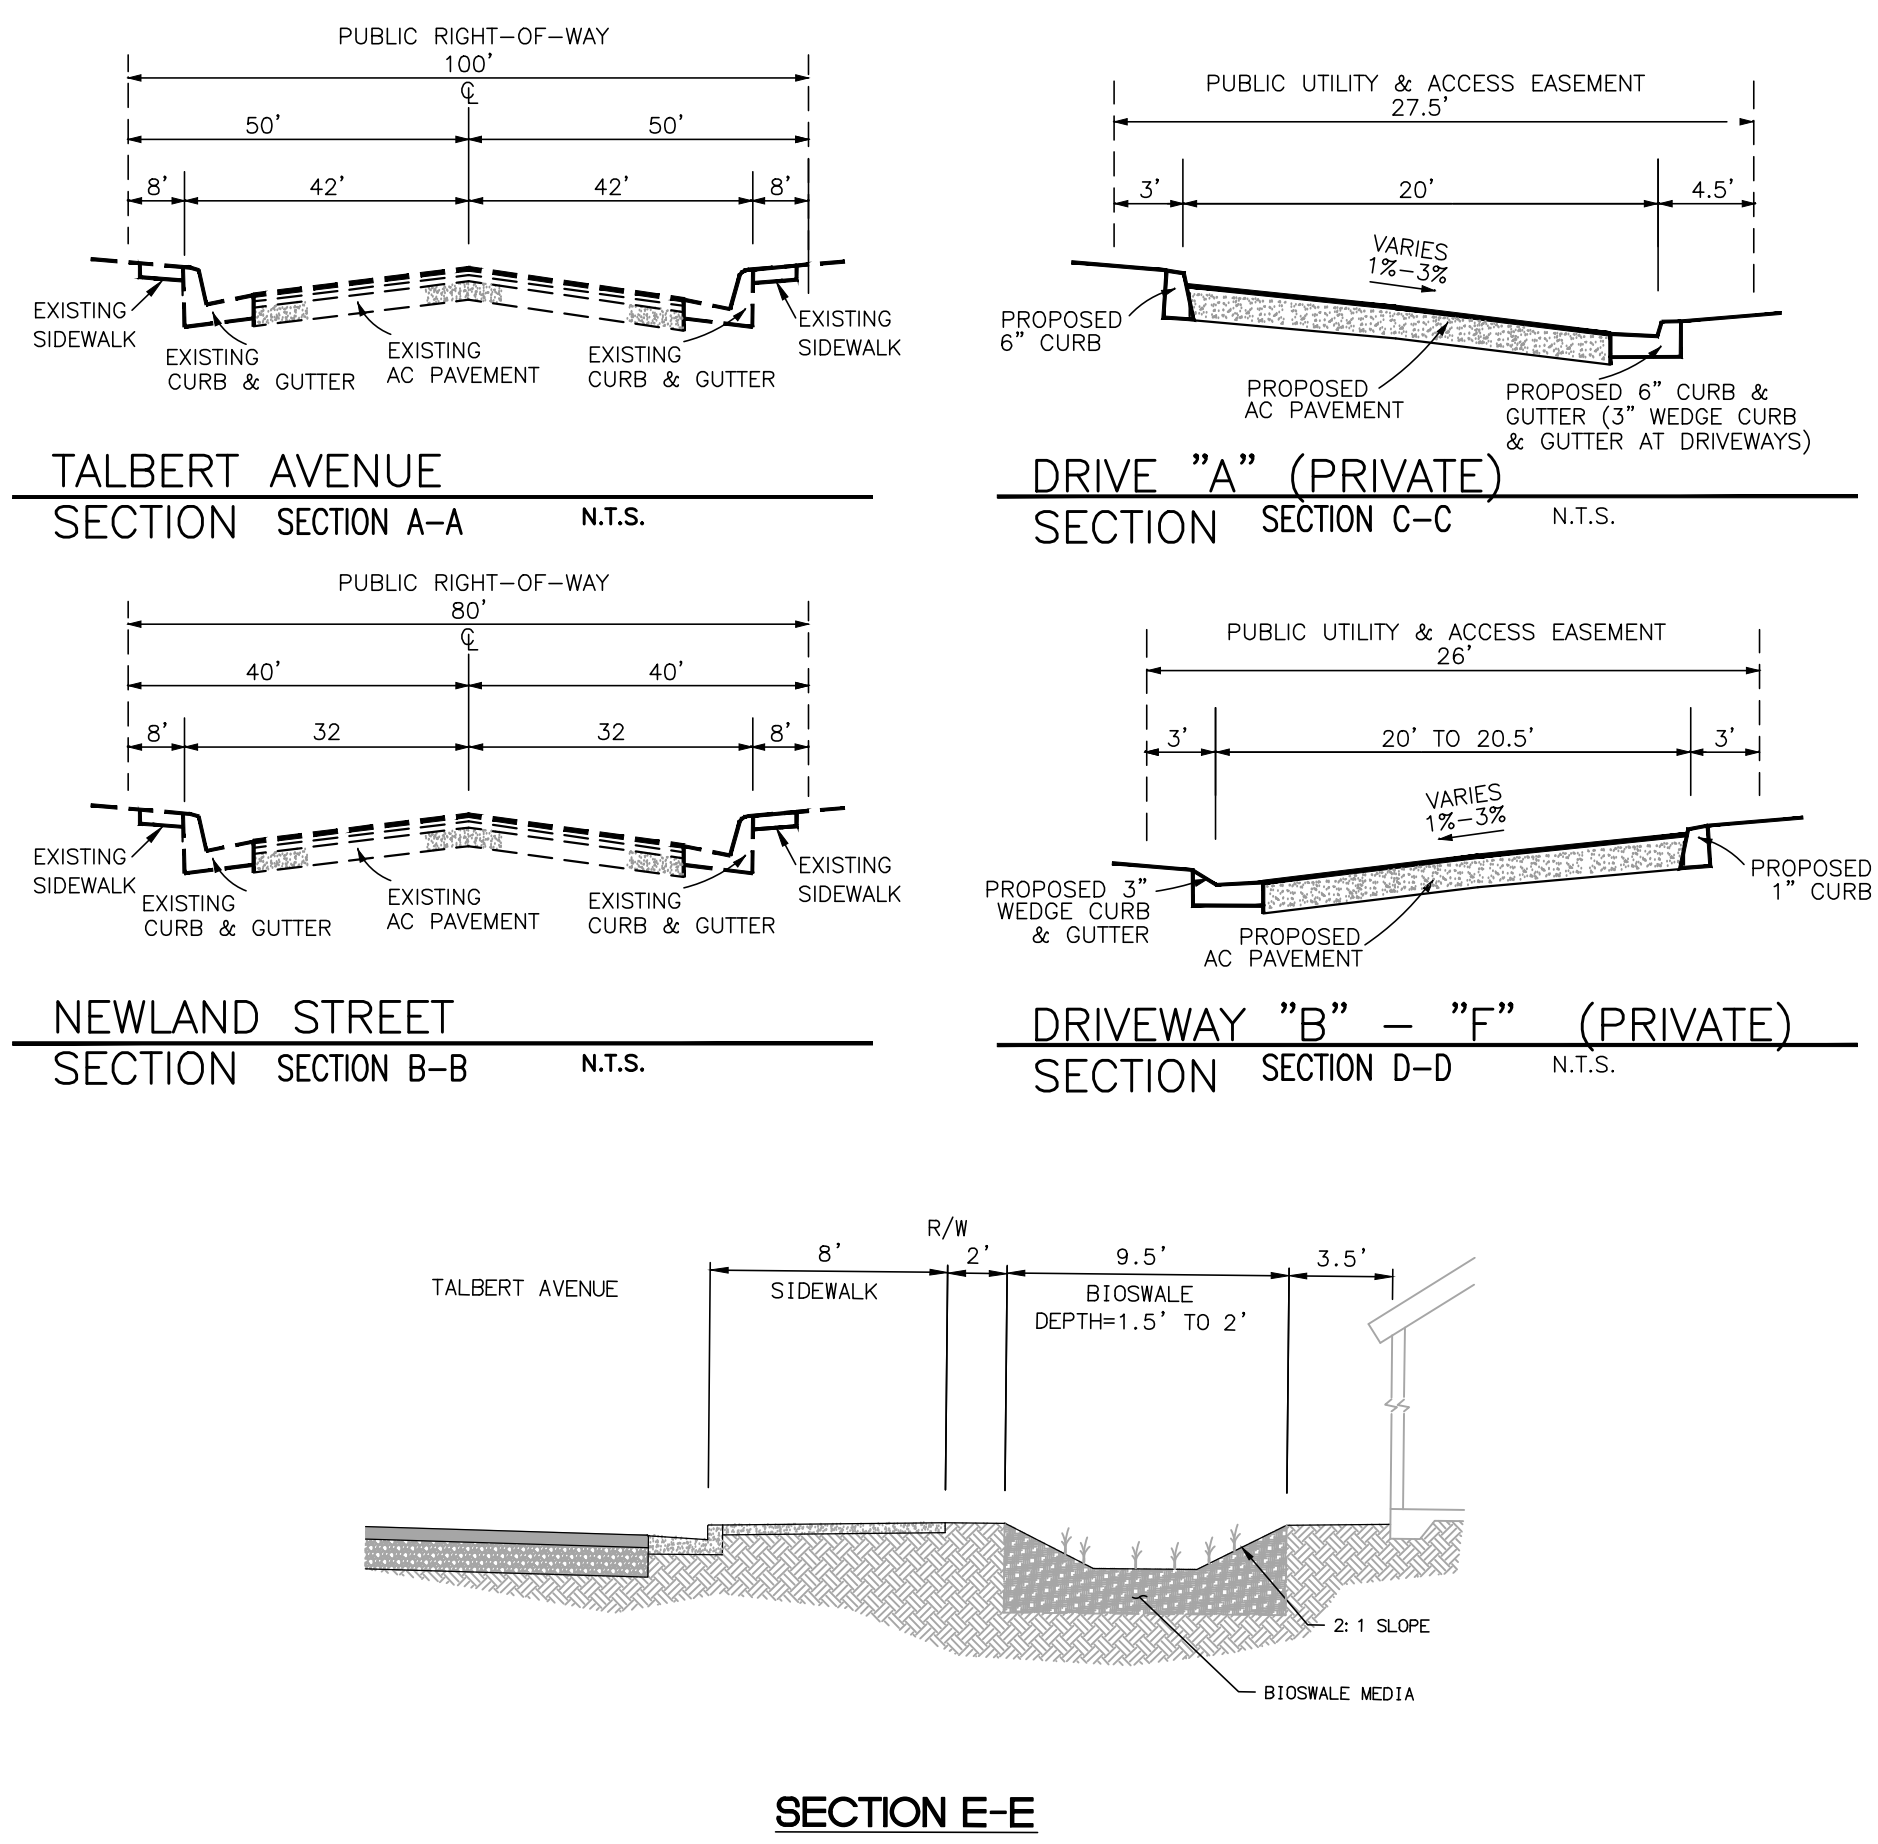 PUBLIC RIGHT-OF-WAY
100'
℄
50' 50'
8' 42' 42' 8'
EXISTING
SIDEWALK
EXISTING
CURB & GUTTER
EXISTING
AC PAVEMENT
EXISTING
CURB & GUTTER
EXISTING
SIDEWALK
TALBERT AVENUE
SECTION SECTION A-A N.T.S.
PUBLIC UTILITY & ACCESS EASEMENT
27.5'
3' 20' 4.5'
VARIES
1%-3%
PROPOSED
6" CURB
PROPOSED
AC PAVEMENT
PROPOSED 6" CURB &
GUTTER (3" WEDGE CURB
& GUTTER AT DRIVEWAYS)
DRIVE "A" (PRIVATE)
SECTION SECTION C-C N.T.S.
PUBLIC RIGHT-OF-WAY
80'
℄
40' 40'
8' 32 32 8'
EXISTING
SIDEWALK
EXISTING
CURB & GUTTER
EXISTING
AC PAVEMENT
EXISTING
CURB & GUTTER
EXISTING
SIDEWALK
NEWLAND STREET
SECTION SECTION B-B N.T.S.
PUBLIC UTILITY & ACCESS EASEMENT
26'
3' 20' TO 20.5' 3'
VARIES
1%-3%
PROPOSED 3"
WEDGE CURB
& GUTTER
PROPOSED
AC PAVEMENT
PROPOSED
1" CURB
DRIVEWAY "B" - "F" (PRIVATE)
SECTION SECTION D-D N.T.S.
R/W
8' 2' 9.5' 3.5'
TALBERT AVENUE
SIDEWALK
BIOSWALE
DEPTH=1.5' TO 2'
2:1 SLOPE
BIOSWALE MEDIA
SECTION E-E